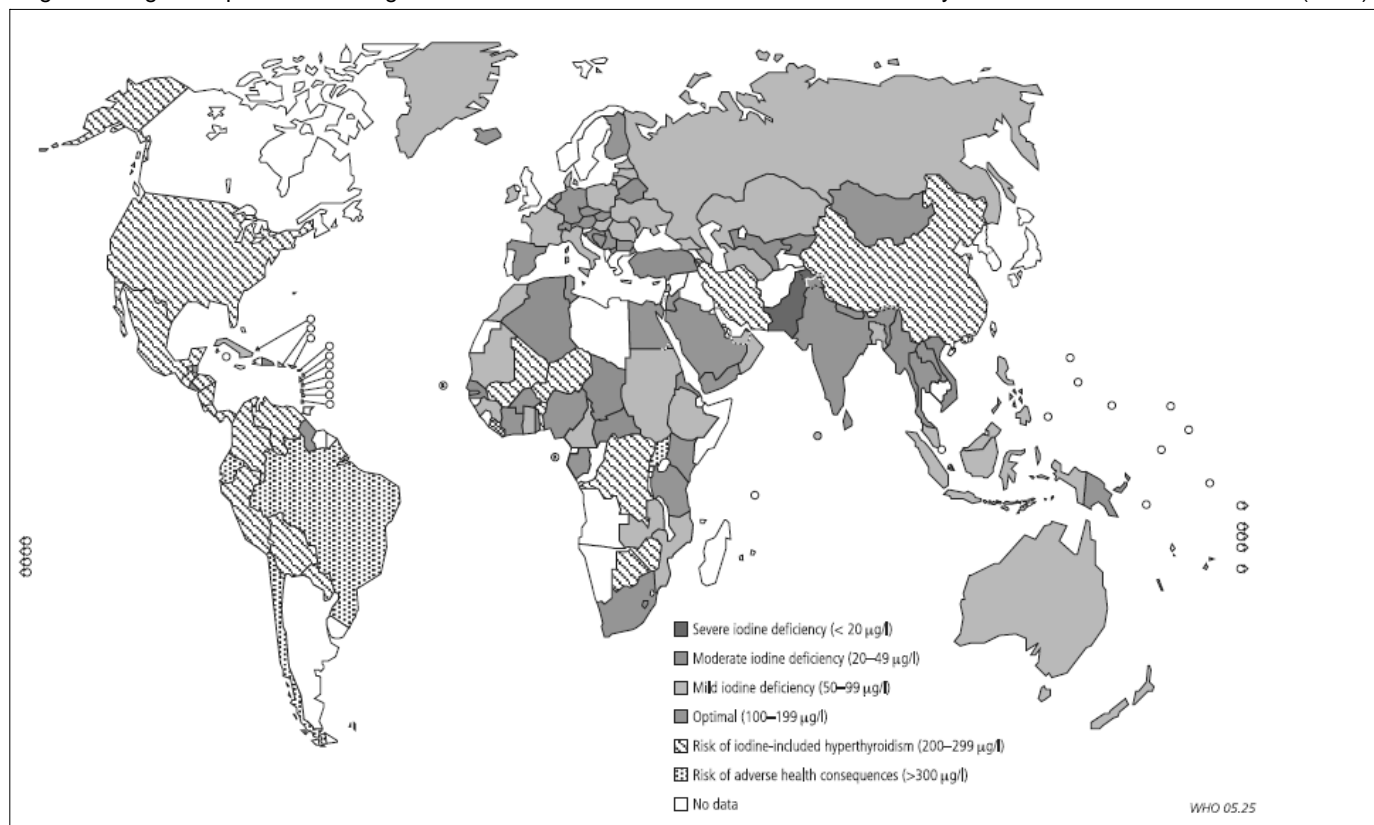 Severe iodine deficiency (< 20 µg/l)
Moderate iodine deficiency (20–49 µg/l)
Mild iodine deficiency (50–99 µg/l)
Optimal (100–199 µg/l)
Risk of iodine-included hyperthyroidism (200–299 µg/l)
Risk of adverse health consequences (>300 µg/l)
No data
WHO 05.25